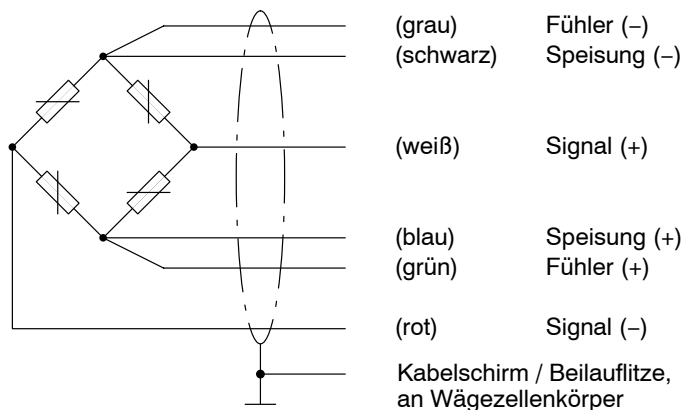 (grau) Fühler (−)
(schwarz) Speisung (−)
(weiß) Signal (+)
(blau) Speisung (+)
(grün) Fühler (+)
(rot) Signal (−)
Kabelschirm / Beilauflitze,
an Wägezellenkörper